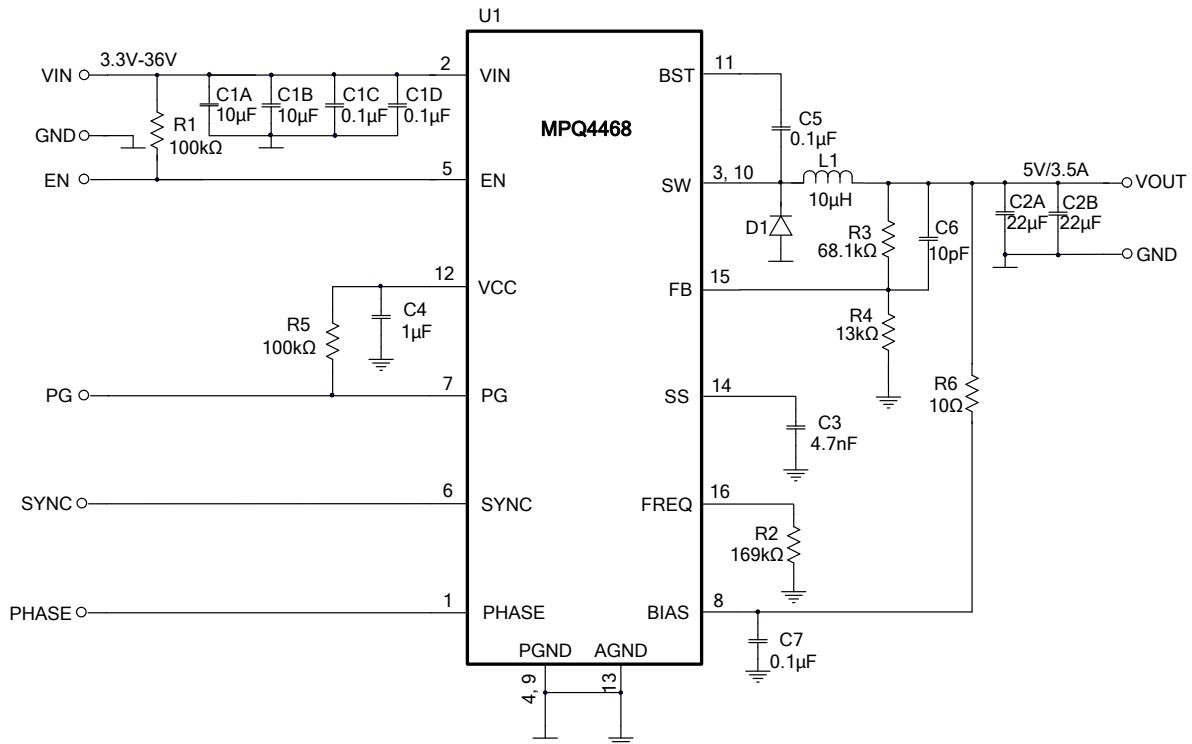 U1
VIN
3.3V-36V
2
VIN
C1A
10µF
C1B
10µF
C1C
0.1µF
C1D
0.1µF
GND
R1
100kΩ
EN
5
EN
MPQ4468
BST
11
C5
0.1µF
SW
3, 10
L1
10µH
D1
5V/3.5A
VOUT
C2A
22µF
C2B
22µF
GND
R3
68.1kΩ
C6
10pF
FB
15
R4
13kΩ
12
VCC
C4
1µF
R5
100kΩ
PG
7
PG
SS
14
C3
4.7nF
R6
10Ω
SYNC
6
SYNC
FREQ
16
R2
169kΩ
PHASE
1
PHASE
BIAS
8
C7
0.1µF
PGND
AGND
4, 9
13